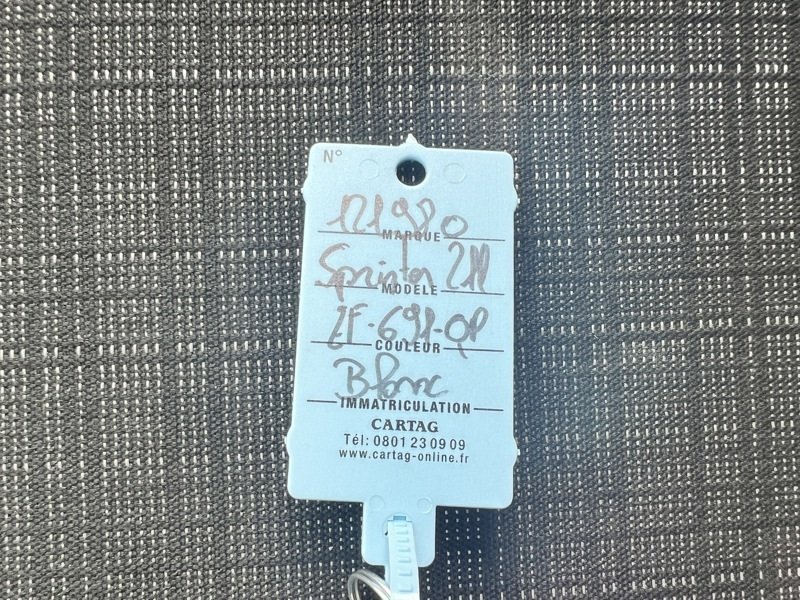 N°
121980
MARQUE
Sprinter 211
MODELE
COULEUR
Blanc
IMMATRICULATION
CARTAG
Tél: 0801 23 09 09
www.cartag-online.fr